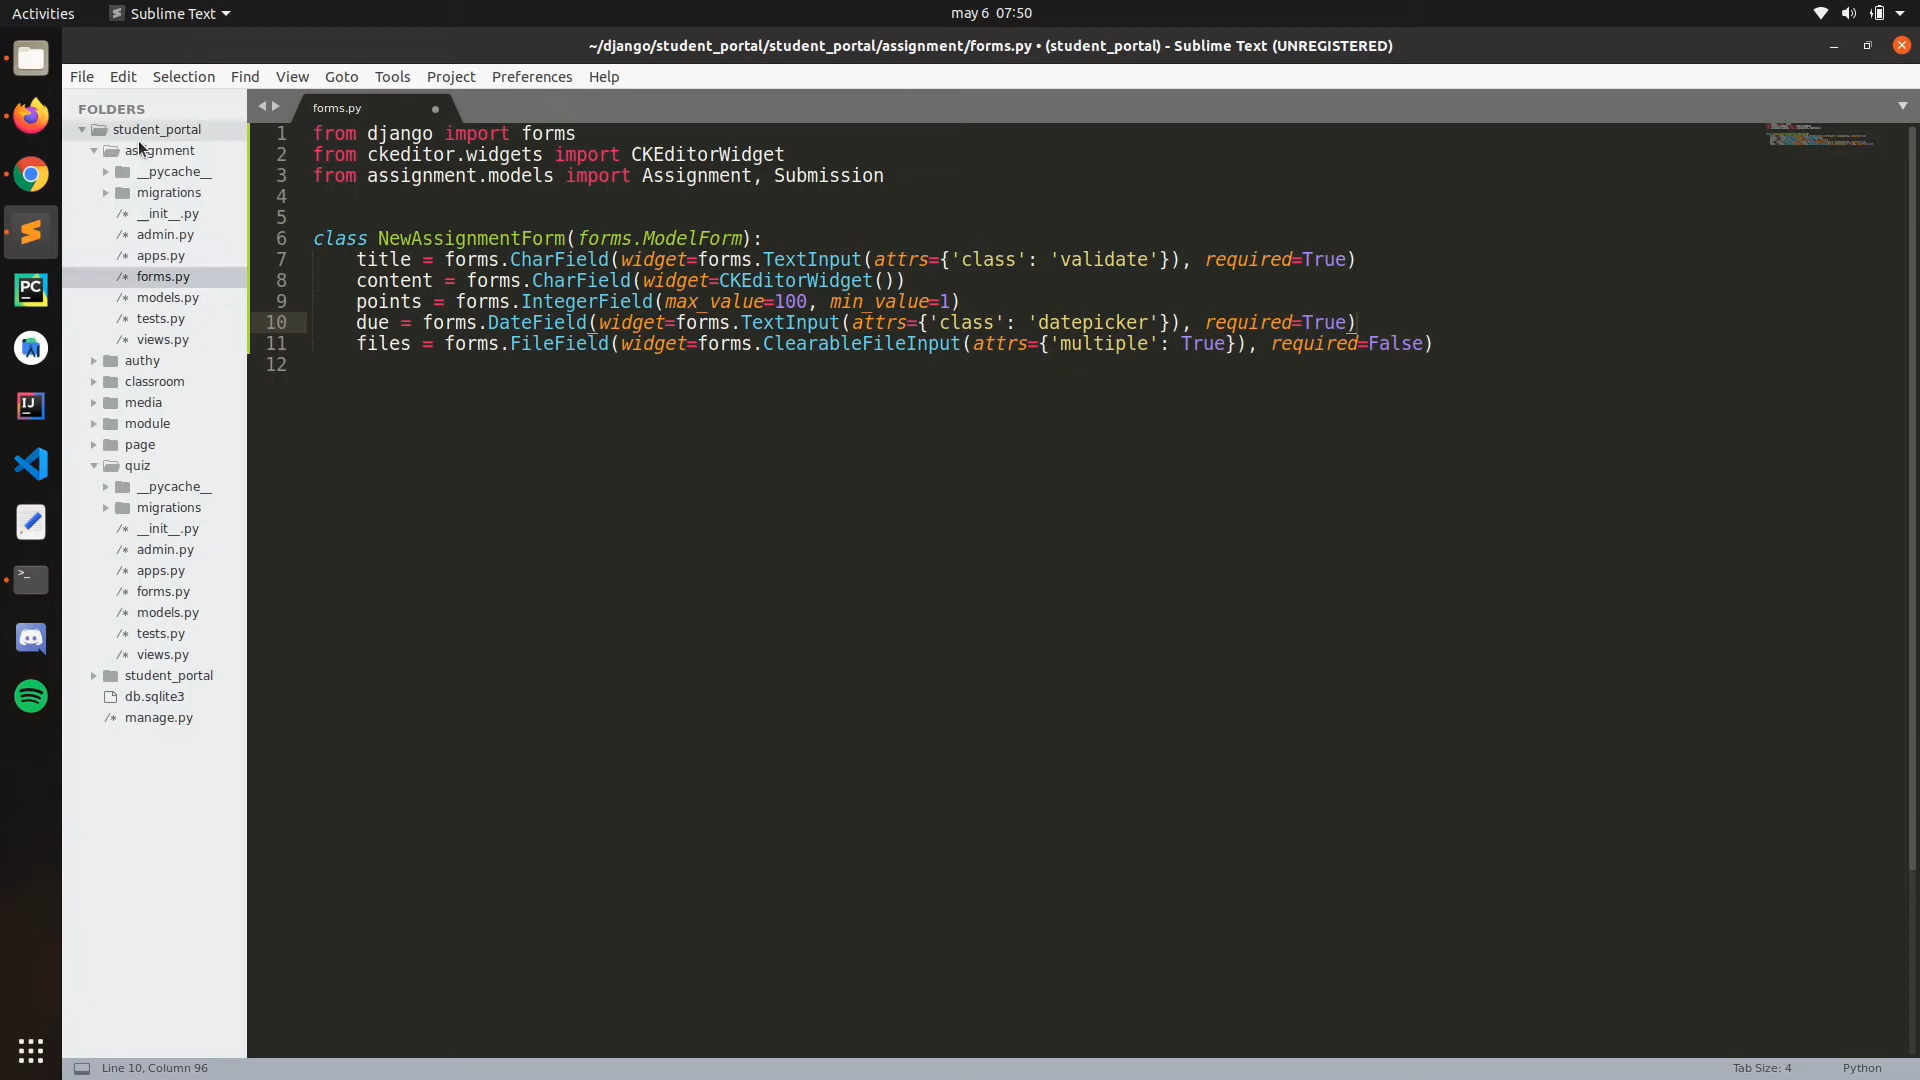 Activities
Sublime Text
may 6 07:50
~/django/student_portal/student_portal/assignment/forms.py • (student_portal) - Sublime Text (UNREGISTERED)
File Edit Selection Find View Goto Tools Project Preferences Help
FOLDERS
student_portal
assignment
__pycache__
migrations
/* __init__.py
/* admin.py
/* apps.py
/* forms.py
/* models.py
/* tests.py
/* views.py
authy
classroom
media
module
page
quiz
__pycache__
migrations
/* __init__.py
/* admin.py
/* apps.py
/* forms.py
/* models.py
/* tests.py
/* views.py
student_portal
db.sqlite3
/* manage.py
forms.py
1 from django import forms
2 from ckeditor.widgets import CKEditorWidget
3 from assignment.models import Assignment, Submission
4
5
6 class NewAssignmentForm(forms.ModelForm):
7 title = forms.CharField(widget=forms.TextInput(attrs={'class': 'validate'}), required=True)
8 content = forms.CharField(widget=CKEditorWidget())
9 points = forms.IntegerField(max_value=100, min_value=1)
10 due = forms.DateField(widget=forms.TextInput(attrs={'class': 'datepicker'}), required=True)
11 files = forms.FileField(widget=forms.ClearableFileInput(attrs={'multiple': True}), required=False)
12
PC
IJ
>_
Line 10, Column 96
Tab Size: 4
Python